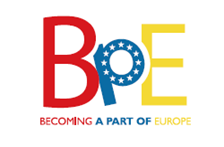 BpE
BECOMING A PART OF EUROPE